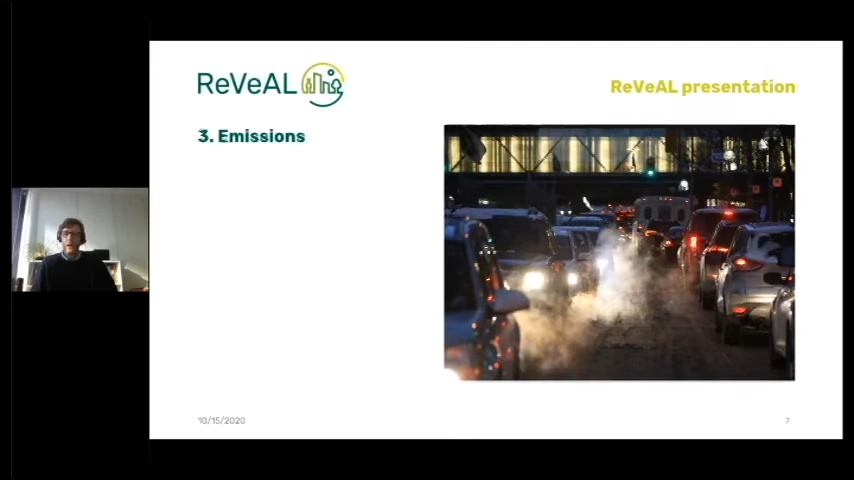 ReVeAL
ReVeAL presentation
3. Emissions
10/15/2020
7